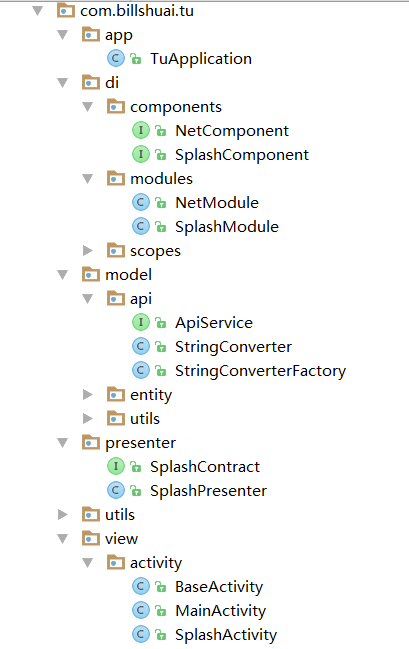 com.billshuai.tu
app
TuApplication
di
components
NetComponent
SplashComponent
modules
NetModule
SplashModule
scopes
model
api
ApiService
StringConverter
StringConverterFactory
entity
utils
presenter
SplashContract
SplashPresenter
utils
view
activity
BaseActivity
MainActivity
SplashActivity